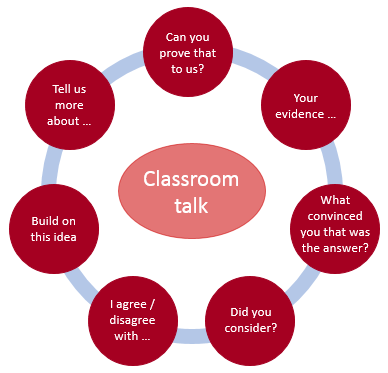 Can you
prove that
to us?
Your
evidence ...
What
convinced
you that was
the answer?
Did you
consider?
I agree /
disagree
with ...
Build on
this idea
Tell us
more
about ...
Classroom
talk